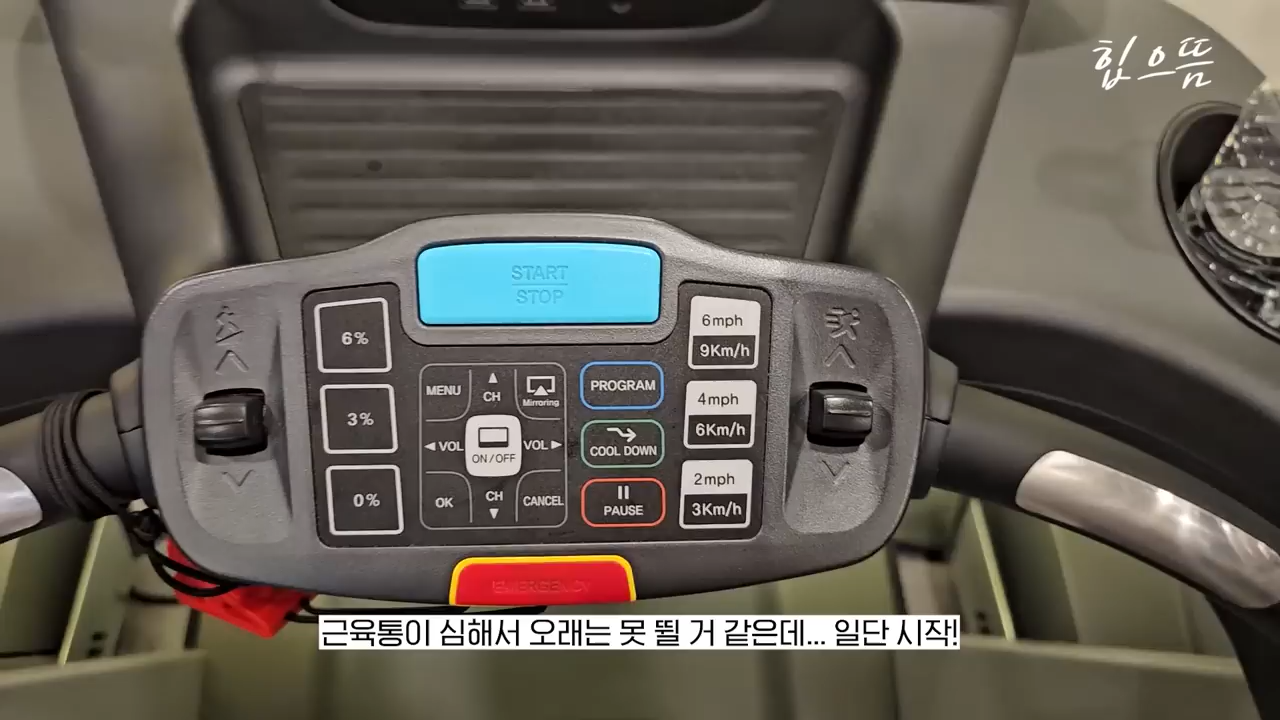 힙으뜸
START
STOP
6%
3%
0%
MENU
▲
CH
Mirroring
◀ VOL
ON/OFF
VOL ▶
OK
CH
▼
CANCEL
PROGRAM
COOL DOWN
PAUSE
6mph
9Km/h
4mph
6Km/h
2mph
3Km/h
EMERGENCY
근육통이 심해서 오래는 못 뛸 거 같은데... 일단 시작!